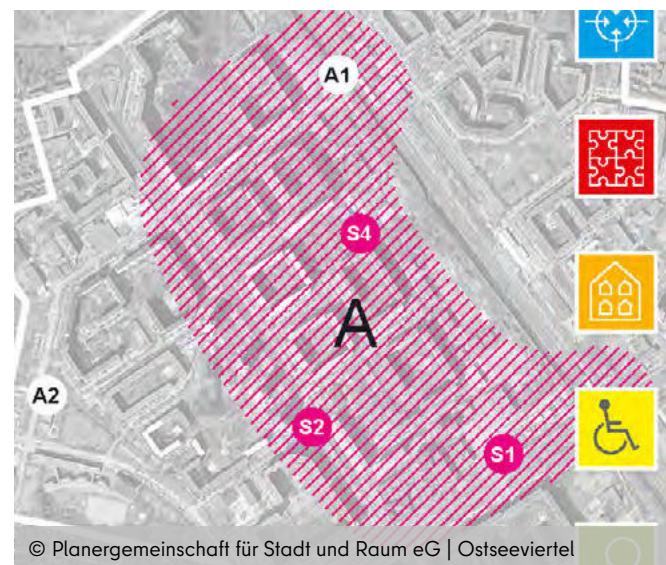 A1
S4
A
A2
S2
S1
© Planergemeinschaft für Stadt und Raum eG | Ostseeviertel